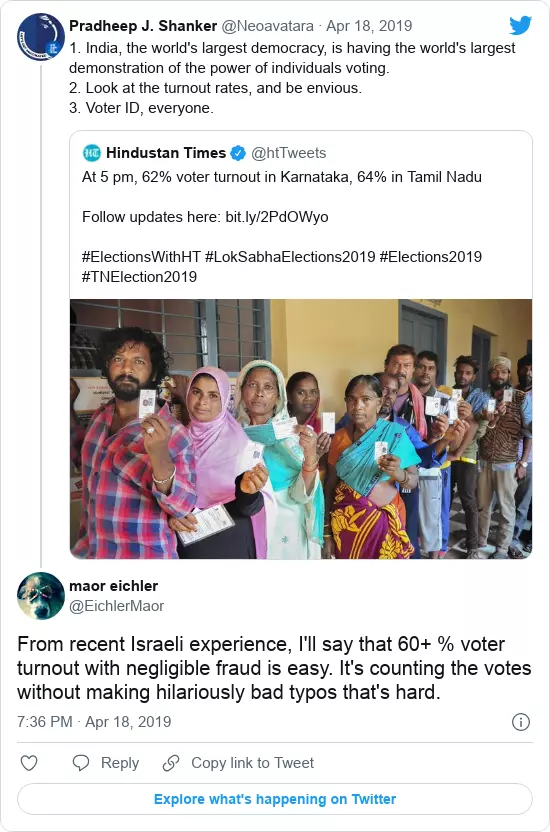 Pradheep J. Shanker @Neoavatara · Apr 18, 2019
1. India, the world's largest democracy, is having the world's largest
demonstration of the power of individuals voting.
2. Look at the turnout rates, and be envious.
3. Voter ID, everyone.
Hindustan Times @htTweets
At 5 pm, 62% voter turnout in Karnataka, 64% in Tamil Nadu
Follow updates here: bit.ly/2PdOWyo
#ElectionsWithHT #LokSabhaElections2019 #Elections2019
#TNElection2019
maor eichler
@EichlerMaor
From recent Israeli experience, I'll say that 60+ % voter
turnout with negligible fraud is easy. It's counting the votes
without making hilariously bad typos that's hard.
7:36 PM · Apr 18, 2019
Reply
Copy link to Tweet
Explore what's happening on Twitter